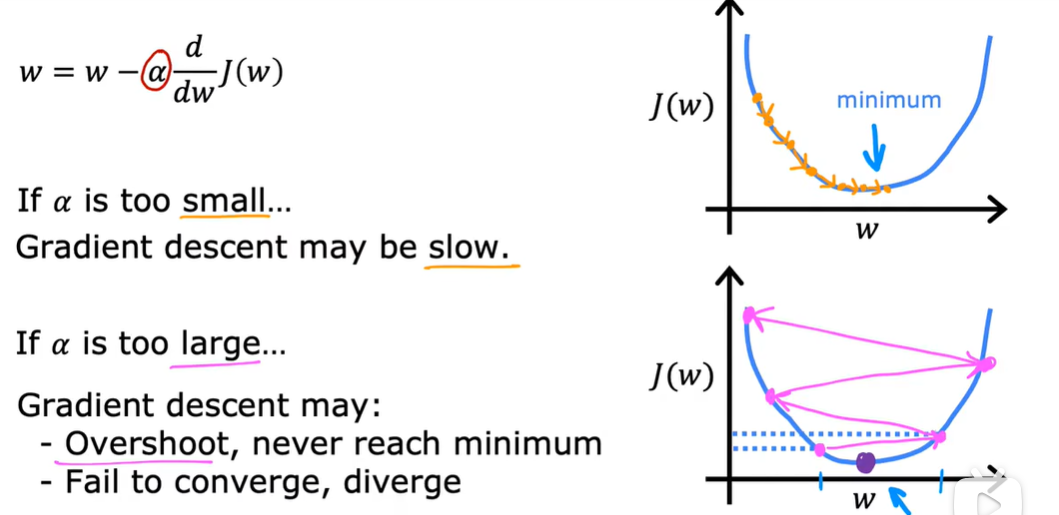 w = w − α d/dw J(w)
If α is too small...
Gradient descent may be slow.
If α is too large...
Gradient descent may:
- Overshoot, never reach minimum
- Fail to converge, diverge
J(w)
minimum
w
J(w)
w